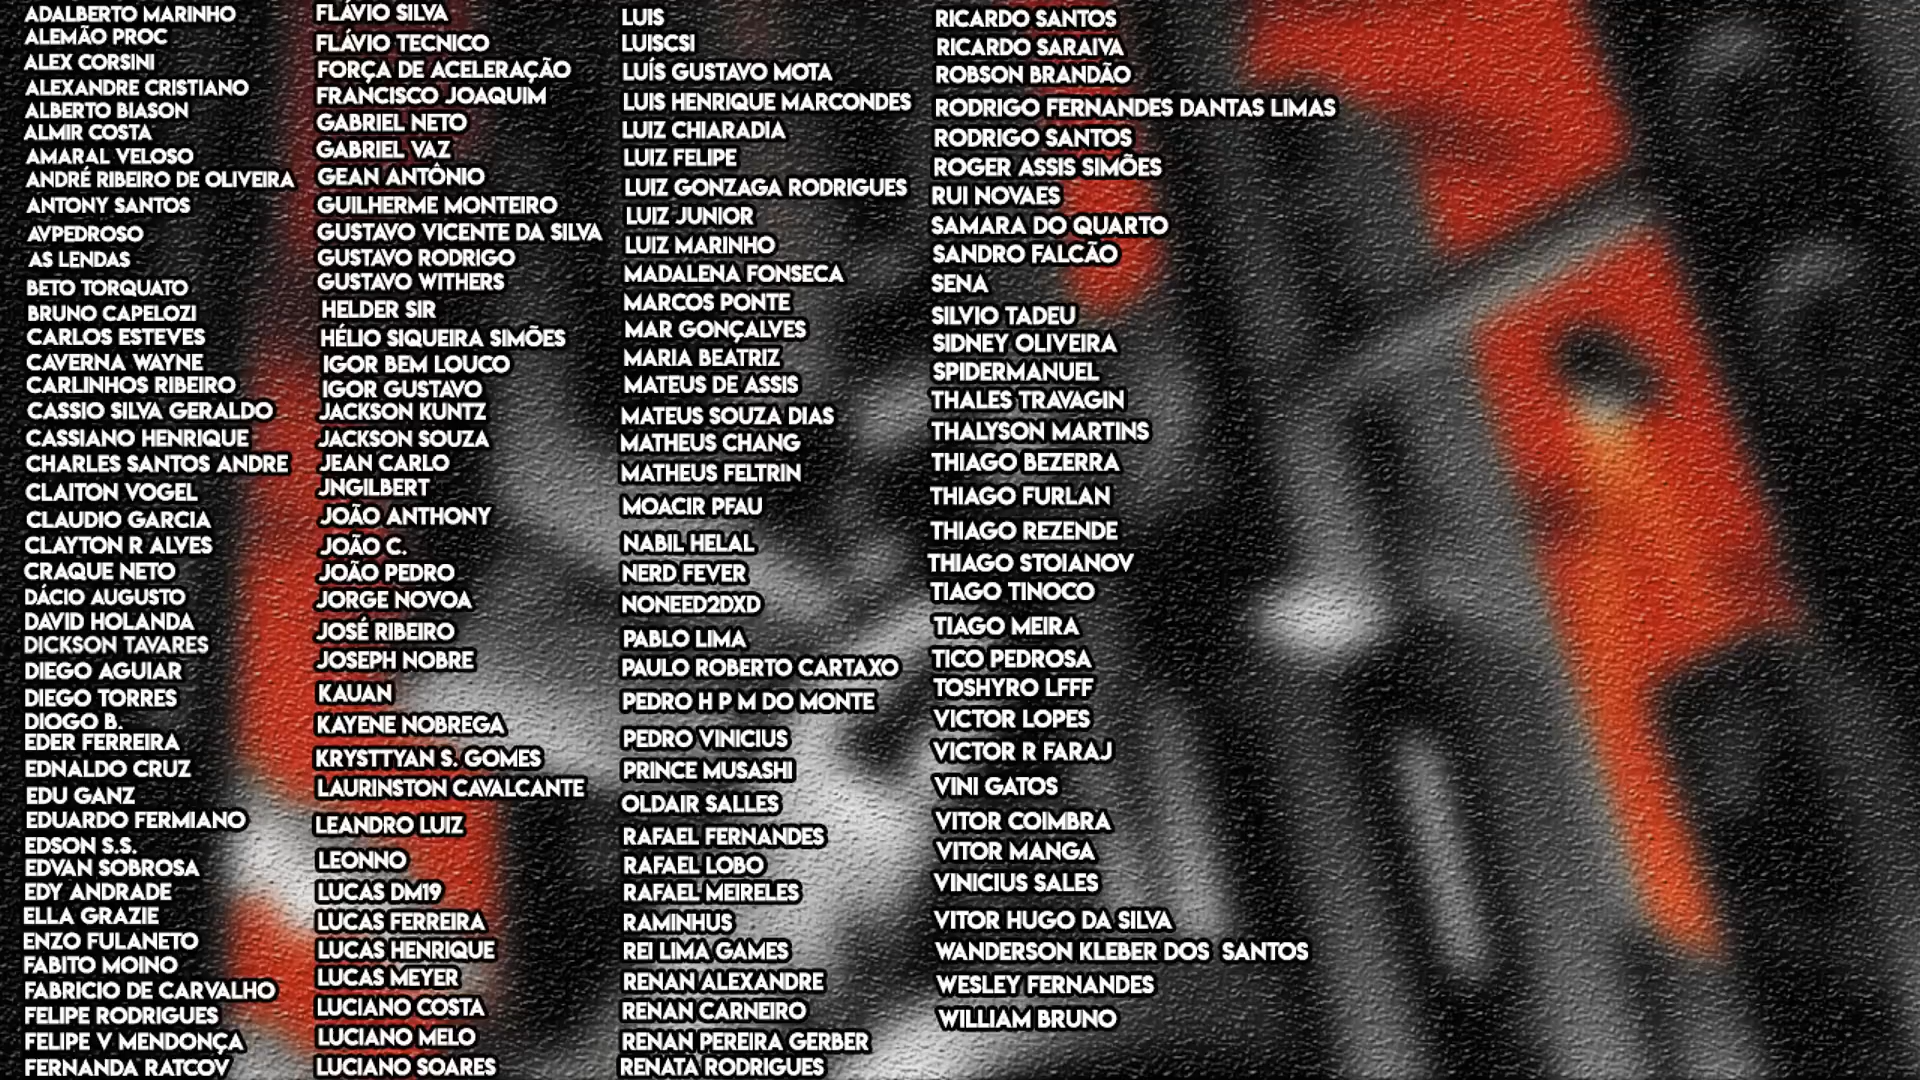 ADALBERTO MARINHO
ALEMÃO PROC
ALEX CORSINI
ALEXANDRE CRISTIANO
ALBERTO BIASON
ALMIR COSTA
AMARAL VELOSO
ANDRÉ RIBEIRO DE OLIVEIRA
ANTONY SANTOS
AVPEDROSO
AS LENDAS
BETO TORQUATO
BRUNO CAPELOZI
CARLOS ESTEVES
CAVERNA WAYNE
CARLINHOS RIBEIRO
CASSIO SILVA GERALDO
CASSIANO HENRIQUE
CHARLES SANTOS ANDRE
CLAITON VOGEL
CLAUDIO GARCIA
CLAYTON R ALVES
CRAQUE NETO
DÁCIO AUGUSTO
DAVID HOLANDA
DICKSON TAVARES
DIEGO AGUIAR
DIEGO TORRES
DIOGO B.
EDER FERREIRA
EDNALDO CRUZ
EDU GANZ
EDUARDO FERMIANO
EDSON S.S.
EDVAN SOBROSA
EDY ANDRADE
ELLA GRAZIE
ENZO FULANETO
FABITO MOINO
FABRICIO DE CARVALHO
FELIPE RODRIGUES
FELIPE V MENDONÇA
FERNANDA RATCOV
FLÁVIO SILVA
FLÁVIO TECNICO
FORÇA DE ACELERAÇÃO
FRANCISCO JOAQUIM
GABRIEL NETO
GABRIEL VAZ
GEAN ANTÔNIO
GUILHERME MONTEIRO
GUSTAVO VICENTE DA SILVA
GUSTAVO RODRIGO
GUSTAVO WITHERS
HELDER SIR
HÉLIO SIQUEIRA SIMÕES
IGOR BEM LOUCO
IGOR GUSTAVO
JACKSON KUNTZ
JACKSON SOUZA
JEAN CARLO
JNGILBERT
JOÃO ANTHONY
JOÃO C.
JOÃO PEDRO
JORGE NOVOA
JOSÉ RIBEIRO
JOSEPH NOBRE
KAUAN
KAYENE NOBREGA
KRYSTTYAN S. GOMES
LAURINSTON CAVALCANTE
LEANDRO LUIZ
LEONNO
LUCAS DM19
LUCAS FERREIRA
LUCAS HENRIQUE
LUCAS MEYER
LUCIANO COSTA
LUCIANO MELO
LUCIANO SOARES
LUIS
LUISCSI
LUÍS GUSTAVO MOTA
LUIS HENRIQUE MARCONDES
LUIZ CHIARADIA
LUIZ FELIPE
LUIZ GONZAGA RODRIGUES
LUIZ JUNIOR
LUIZ MARINHO
MADALENA FONSECA
MARCOS PONTE
MAR GONÇALVES
MARIA BEATRIZ
MATEUS DE ASSIS
MATEUS SOUZA DIAS
MATHEUS CHANG
MATHEUS FELTRIN
MOACIR PFAU
NABIL HELAL
NERD FEVER
NONEED2DXD
PABLO LIMA
PAULO ROBERTO CARTAXO
PEDRO H P M DO MONTE
PEDRO VINICIUS
PRINCE MUSASHI
OLDAIR SALLES
RAFAEL FERNANDES
RAFAEL LOBO
RAFAEL MEIRELES
RAMINHUS
REI LIMA GAMES
RENAN ALEXANDRE
RENAN CARNEIRO
RENAN PEREIRA GERBER
RENATA RODRIGUES
RICARDO SANTOS
RICARDO SARAIVA
ROBSON BRANDÃO
RODRIGO FERNANDES DANTAS LIMAS
RODRIGO SANTOS
ROGER ASSIS SIMÕES
RUI NOVAES
SAMARA DO QUARTO
SANDRO FALCÃO
SENA
SILVIO TADEU
SIDNEY OLIVEIRA
SPIDERMANUEL
THALES TRAVAGIN
THALYSON MARTINS
THIAGO BEZERRA
THIAGO FURLAN
THIAGO REZENDE
THIAGO STOIANOV
TIAGO TINOCO
TIAGO MEIRA
TICO PEDROSA
TOSHYRO LFFF
VICTOR LOPES
VICTOR R FARAJ
VINI GATOS
VITOR COIMBRA
VITOR MANGA
VINICIUS SALES
VITOR HUGO DA SILVA
WANDERSON KLEBER DOS SANTOS
WESLEY FERNANDES
WILLIAM BRUNO